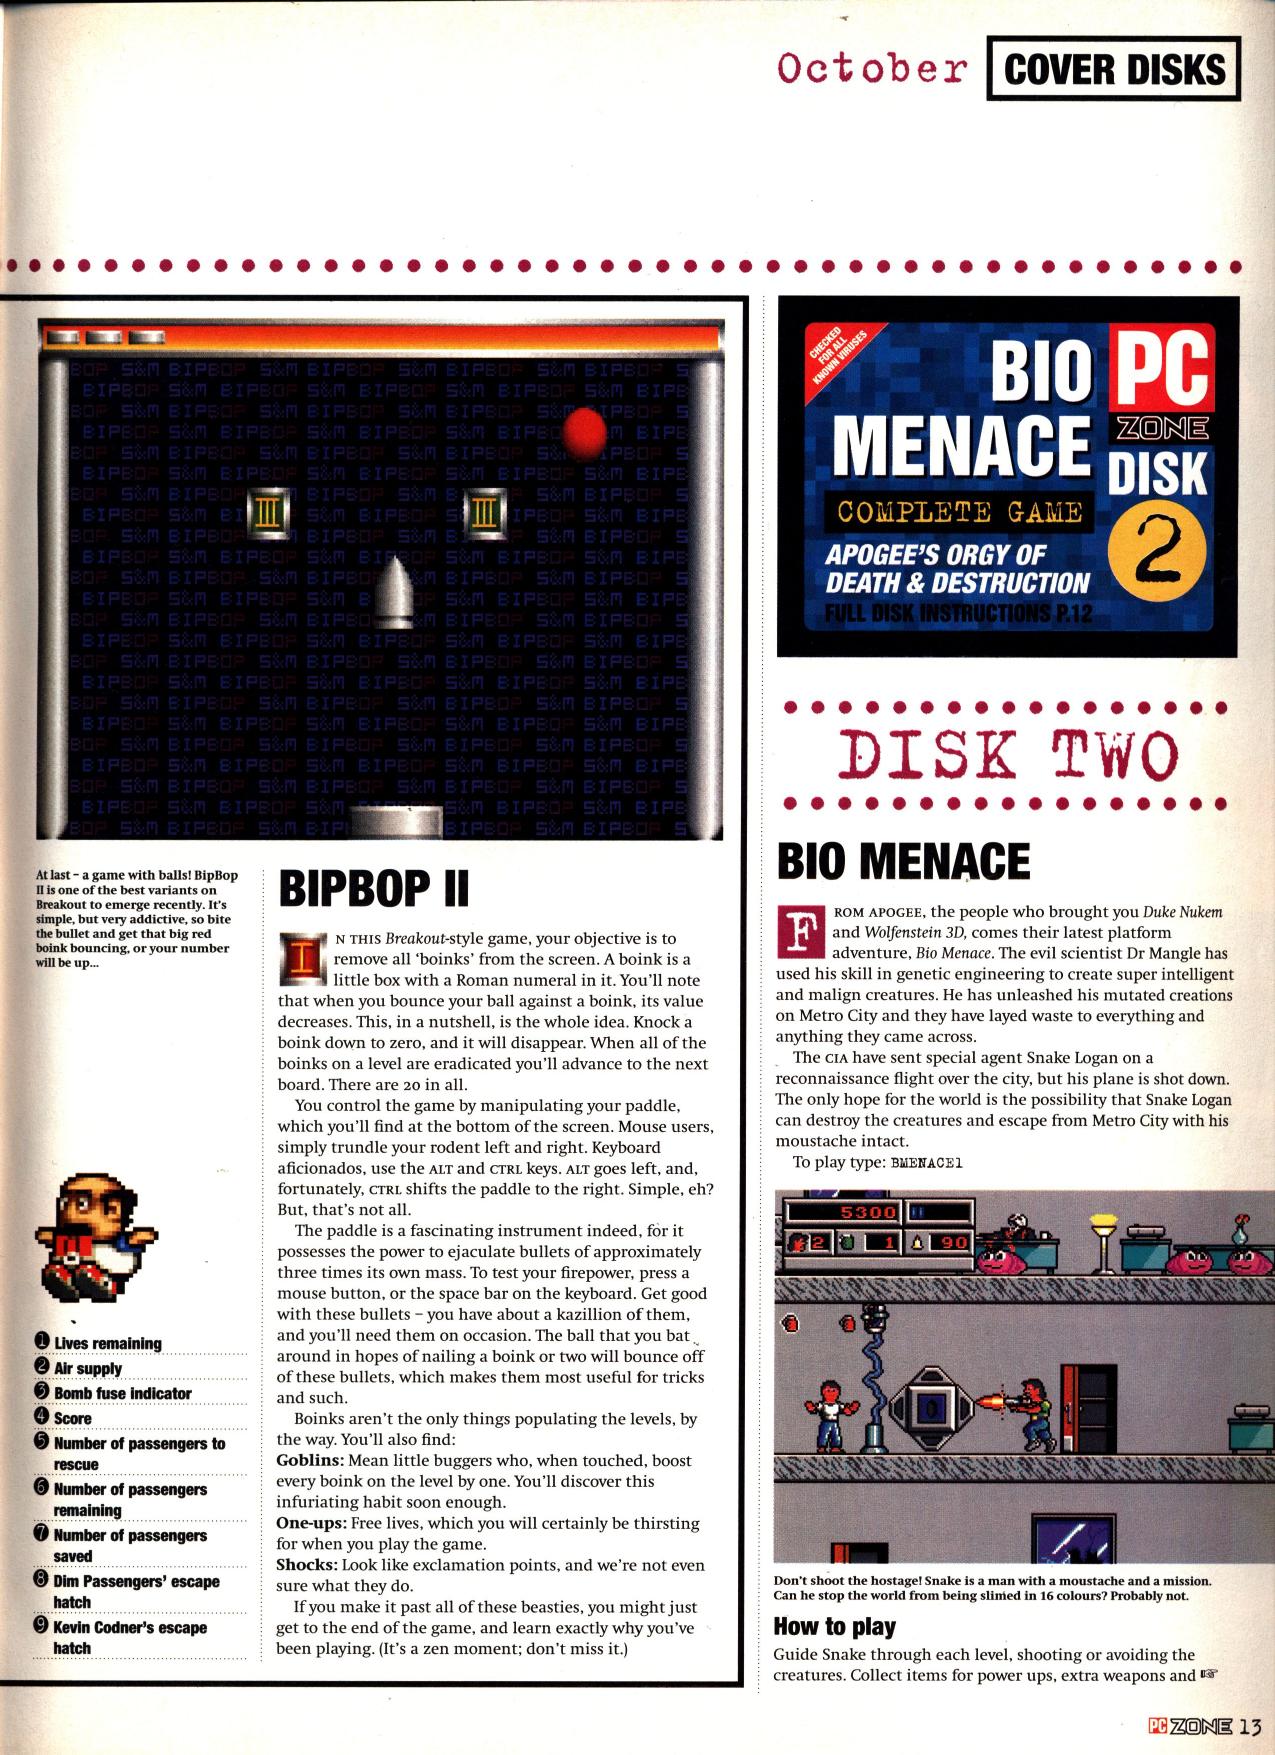 October COVER DISKS
CHECKED
FOR ALL
KNOWN VIRUSES
BIO
MENACE
COMPLETE GAME
APOGEE'S ORGY OF
DEATH & DESTRUCTION
FULL DISK INSTRUCTIONS P.12
PC
ZONE
DISK
2
BIPBOP S&M BIPBOP S&M BIPBOP S&M
III III
At last – a game with balls! BipBop
II is one of the best variants on
Breakout to emerge recently. It's
simple, but very addictive, so bite
the bullet and get that big red
boink bouncing, or your number
will be up...
❶ Lives remaining
❷ Air supply
❸ Bomb fuse indicator
❹ Score
❺ Number of passengers to
rescue
❻ Number of passengers
remaining
❼ Number of passengers
saved
❽ Dim Passengers' escape
hatch
❾ Kevin Codner's escape
hatch
BIPBOP II
IN THIS Breakout-style game, your objective is to
remove all 'boinks' from the screen. A boink is a
little box with a Roman numeral in it. You'll note
that when you bounce your ball against a boink, its value
decreases. This, in a nutshell, is the whole idea. Knock a
boink down to zero, and it will disappear. When all of the
boinks on a level are eradicated you'll advance to the next
board. There are 20 in all.
You control the game by manipulating your paddle,
which you'll find at the bottom of the screen. Mouse users,
simply trundle your rodent left and right. Keyboard
aficionados, use the ALT and CTRL keys. ALT goes left, and,
fortunately, CTRL shifts the paddle to the right. Simple, eh?
But, that's not all.
The paddle is a fascinating instrument indeed, for it
possesses the power to ejaculate bullets of approximately
three times its own mass. To test your firepower, press a
mouse button, or the space bar on the keyboard. Get good
with these bullets – you have about a kazillion of them,
and you'll need them on occasion. The ball that you bat
around in hopes of nailing a boink or two will bounce off
of these bullets, which makes them most useful for tricks
and such.
Boinks aren't the only things populating the levels, by
the way. You'll also find:
Goblins: Mean little buggers who, when touched, boost
every boink on the level by one. You'll discover this
infuriating habit soon enough.
One-ups: Free lives, which you will certainly be thirsting
for when you play the game.
Shocks: Look like exclamation points, and we're not even
sure what they do.
If you make it past all of these beasties, you might just
get to the end of the game, and learn exactly why you've
been playing. (It's a zen moment; don't miss it.)
DISK TWO
BIO MENACE
FROM APOGEE, the people who brought you Duke Nukem
and Wolfenstein 3D, comes their latest platform
adventure, Bio Menace. The evil scientist Dr Mangle has
used his skill in genetic engineering to create super intelligent
and malign creatures. He has unleashed his mutated creations
on Metro City and they have layed waste to everything and
anything they came across.
The CIA have sent special agent Snake Logan on a
reconnaissance flight over the city, but his plane is shot down.
The only hope for the world is the possibility that Snake Logan
can destroy the creatures and escape from Metro City with his
moustache intact.
To play type: BMENACE1
5300
2 1 90
Don't shoot the hostage! Snake is a man with a moustache and a mission.
Can he stop the world from being slimed in 16 colours? Probably not.
How to play
Guide Snake through each level, shooting or avoiding the
creatures. Collect items for power ups, extra weapons and ☞
PC ZONE 13